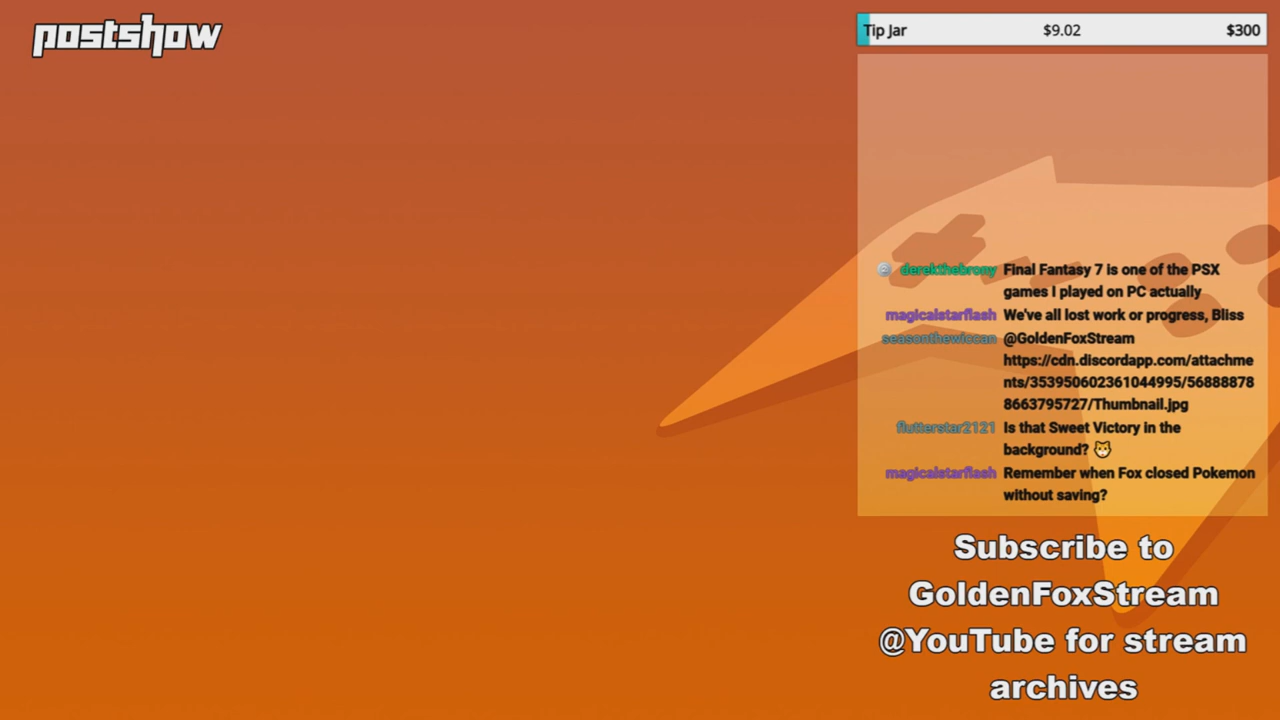 postshow
Tip Jar $9.02 $300
derekthebrony Final Fantasy 7 is one of the PSX
games I played on PC actually
magicalstarflash We've all lost work or progress, Bliss
seasonthewiccan @GoldenFoxStream
https://cdn.discordapp.com/attachme
nts/353950602361044995/56888878
8663795727/Thumbnail.jpg
flutterstar2121 Is that Sweet Victory in the
background?
magicalstarflash Remember when Fox closed Pokemon
without saving?
Subscribe to
GoldenFoxStream
@YouTube for stream
archives